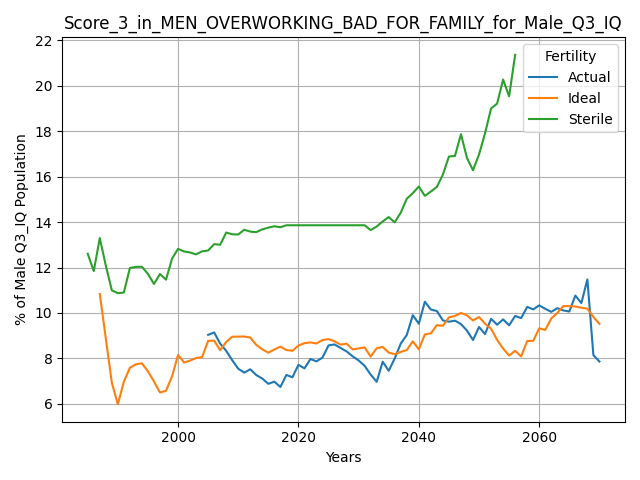 Score_3_in_MEN_OVERWORKING_BAD_FOR_FAMILY_for_Male_Q3_IQ
22
20
18
16
14
12
10
8
6
% of Male Q3_IQ Population
Fertility
Actual
Ideal
Sterile
2000
2020
2040
2060
Years